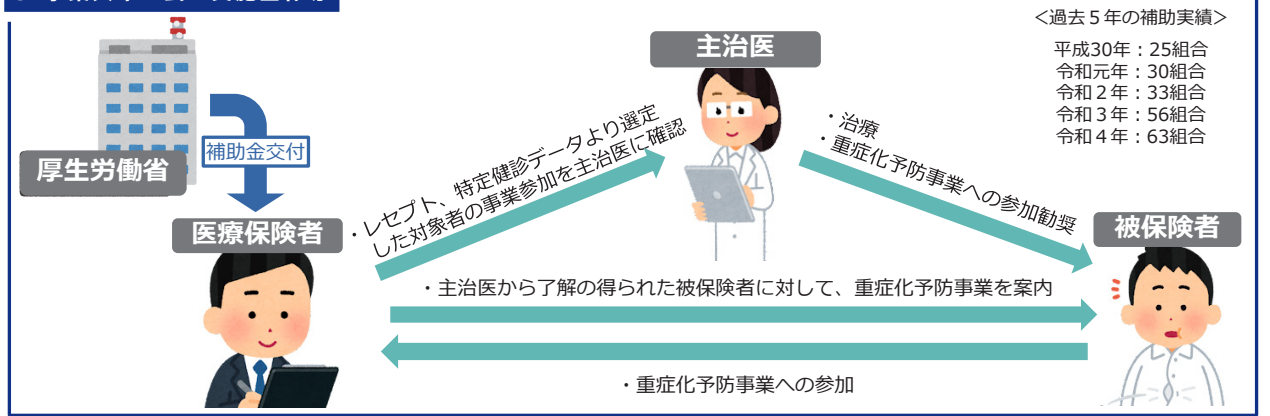 <過去５年の補助実績>
平成30年：25組合
令和元年：30組合
令和２年：33組合
令和３年：56組合
令和４年：63組合
主治医
厚生労働省
補助金交付
医療保険者
・レセプト、特定健診データより選定
した対象者の事業参加を主治医に確認
・治療
・重症化予防事業への参加勧奨
被保険者
・主治医から了解の得られた被保険者に対して、重症化予防事業を案内
・重症化予防事業への参加